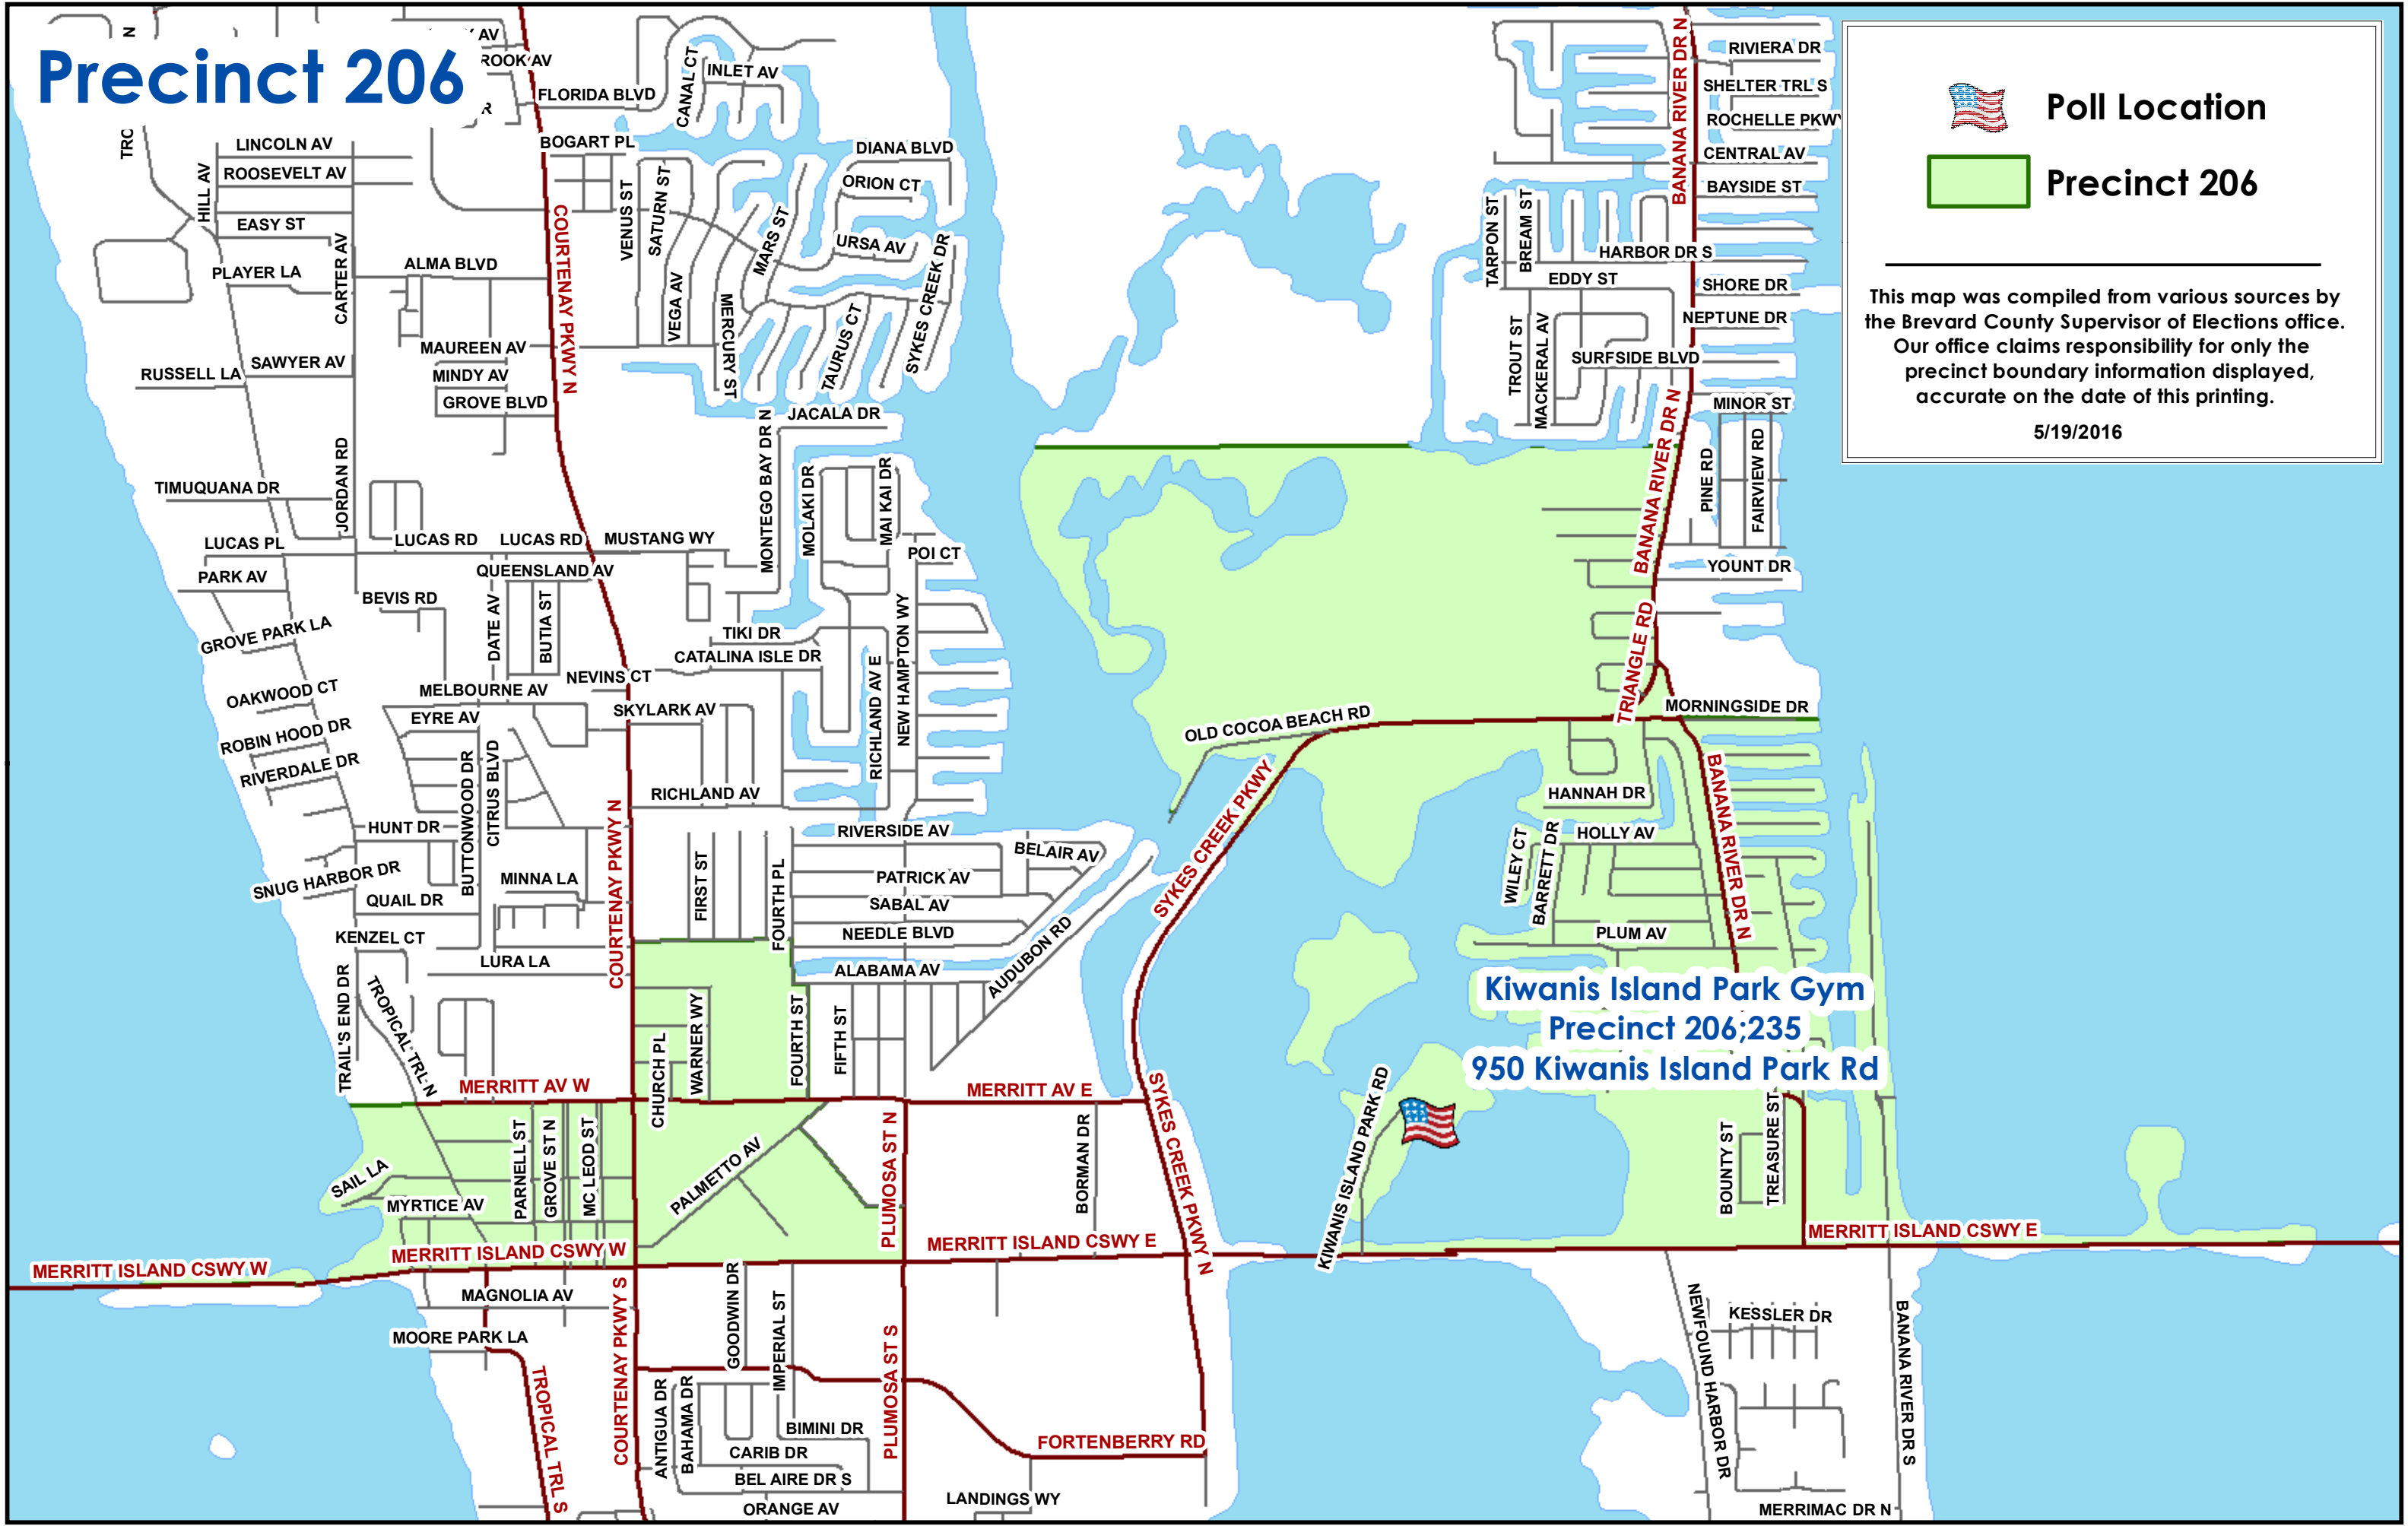 Precinct 206
Poll Location
Precinct 206
This map was compiled from various sources by
the Brevard County Supervisor of Elections office.
Our office claims responsibility for only the
precinct boundary information displayed,
accurate on the date of this printing.
5/19/2016
Kiwanis Island Park Gym
Precinct 206;235
950 Kiwanis Island Park Rd
N
AV
ROOK AV
R
TRC
FLORIDA BLVD
CANAL CT
INLET AV
BOGART PL
DIANA BLVD
ORION CT
LINCOLN AV
ROOSEVELT AV
HILL AV
EASY ST
PLAYER LA
CARTER AV
ALMA BLVD
COURTENAY PKWY N
VENUS ST
SATURN ST
VEGA AV
MERCURY ST
MARS ST
URSA AV
TAURUS CT
SYKES CREEK DR
MAUREEN AV
MINDY AV
GROVE BLVD
SAWYER AV
RUSSELL LA
JACALA DR
MONTEGO BAY DR N
MOLAKI DR
MAI KAI DR
POI CT
TIMUQUANA DR
JORDAN RD
LUCAS PL
LUCAS RD
LUCAS RD
MUSTANG WY
PARK AV
QUEENSLAND AV
BEVIS RD
DATE AV
BUTIA ST
GROVE PARK LA
TIKI DR
CATALINA ISLE DR
NEVINS CT
RICHLAND AV E
NEW HAMPTON WY
OAKWOOD CT
MELBOURNE AV
EYRE AV
SKYLARK AV
ROBIN HOOD DR
RIVERDALE DR
BUTTONWOOD DR
CITRUS BLVD
COURTENAY PKWY N
RICHLAND AV
HUNT DR
RIVERSIDE AV
BELAIR AV
FIRST ST
FOURTH PL
PATRICK AV
SNUG HARBOR DR
MINNA LA
QUAIL DR
SABAL AV
NEEDLE BLVD
KENZEL CT
LURA LA
ALABAMA AV
AUDUBON RD
TRAIL'S END DR
TROPICAL TRL N
CHURCH PL
WARNER WY
FOURTH ST
FIFTH ST
MERRITT AV W
MERRITT AV E
PARNELL ST
GROVE ST N
MC LEOD ST
SAIL LA
MYRTICE AV
PALMETTO AV
PLUMOSA ST N
BORMAN DR
SYKES CREEK PKWY
SYKES CREEK PKWY N
MERRITT ISLAND CSWY W
MERRITT ISLAND CSWY W
MERRITT ISLAND CSWY E
MERRITT ISLAND CSWY E
MAGNOLIA AV
MOORE PARK LA
TROPICAL TRL S
COURTENAY PKWY S
GOODWIN DR
IMPERIAL ST
ANTIGUA DR
BAHAMA DR
BIMINI DR
CARIB DR
BEL AIRE DR S
ORANGE AV
PLUMOSA ST S
FORTENBERRY RD
LANDINGS WY
BANANA RIVER DR N
RIVIERA DR
SHELTER TRL S
ROCHELLE PKWY
CENTRAL AV
BAYSIDE ST
TARPON ST
BREAM ST
HARBOR DR S
EDDY ST
SHORE DR
NEPTUNE DR
TROUT ST
MACKERAL AV
SURFSIDE BLVD
MINOR ST
BANANA RIVER DR N
PINE RD
FAIRVIEW RD
YOUNT DR
TRIANGLE RD
MORNINGSIDE DR
OLD COCOA BEACH RD
HANNAH DR
BANANA RIVER DR N
WILEY CT
BARRETT DR
HOLLY AV
PLUM AV
KIWANIS ISLAND PARK RD
BOUNTY ST
TREASURE ST
NEWFOUND HARBOR DR
KESSLER DR
BANANA RIVER DR S
MERRIMAC DR N